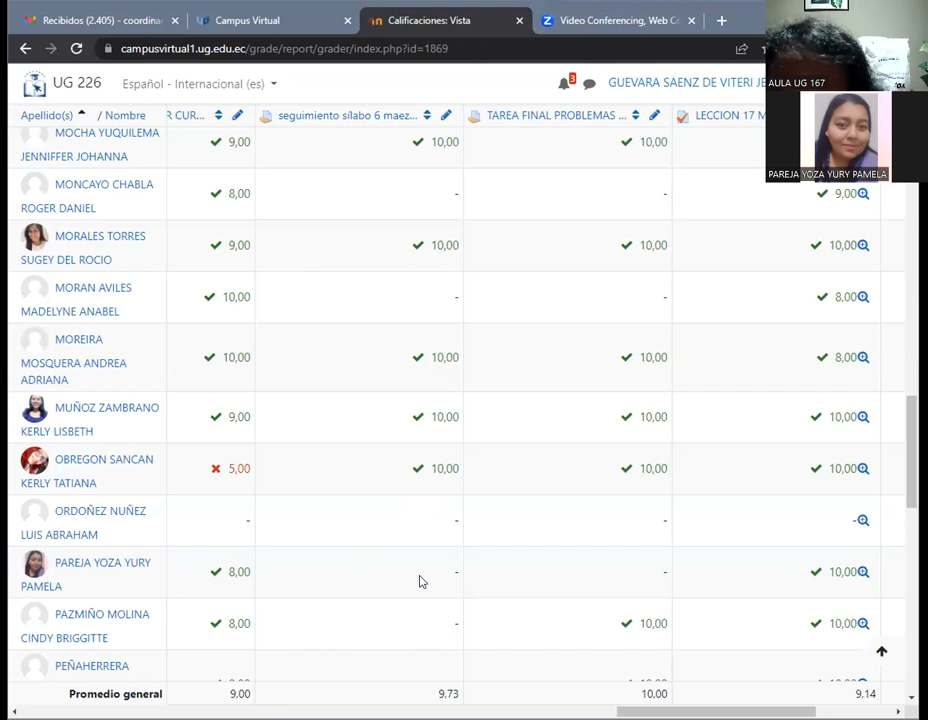 Recibidos (2.405) - coordina
Campus Virtual
Calificaciones: Vista
Video Conferencing, Web C
campusvirtual1.ug.edu.ec/grade/report/grader/index.php?id=1869
UG 226 Español - Internacional (es) 3 GUEVARA SAENZ DE VITERI JE
AULA UG 167
PAREJA YOZA YURY PAMELA
Apellido(s) / Nombre R CUR... seguimiento sílabo 6 maez... TAREA FINAL PROBLEMAS ... LECCION 17 M
MOCHA YUQUILEMA
JENNIFFER JOHANNA
9,00 10,00 10,00
MONCAYO CHABLA
ROGER DANIEL
8,00 - - 9,00
MORALES TORRES
SUGEY DEL ROCIO
9,00 10,00 10,00 10,00
MORAN AVILES
MADELYNE ANABEL
10,00 - - 8,00
MOREIRA
MOSQUERA ANDREA
ADRIANA
10,00 10,00 10,00 8,00
MUÑOZ ZAMBRANO
KERLY LISBETH
9,00 10,00 10,00 10,00
OBREGON SANCAN
KERLY TATIANA
5,00 10,00 10,00 10,00
ORDOÑEZ NUÑEZ
LUIS ABRAHAM
- - - -
PAREJA YOZA YURY
PAMELA
8,00 - - 10,00
PAZMIÑO MOLINA
CINDY BRIGGITTE
8,00 - 10,00 10,00
PEÑAHERRERA
Promedio general 9,00 9,73 10,00 9,14